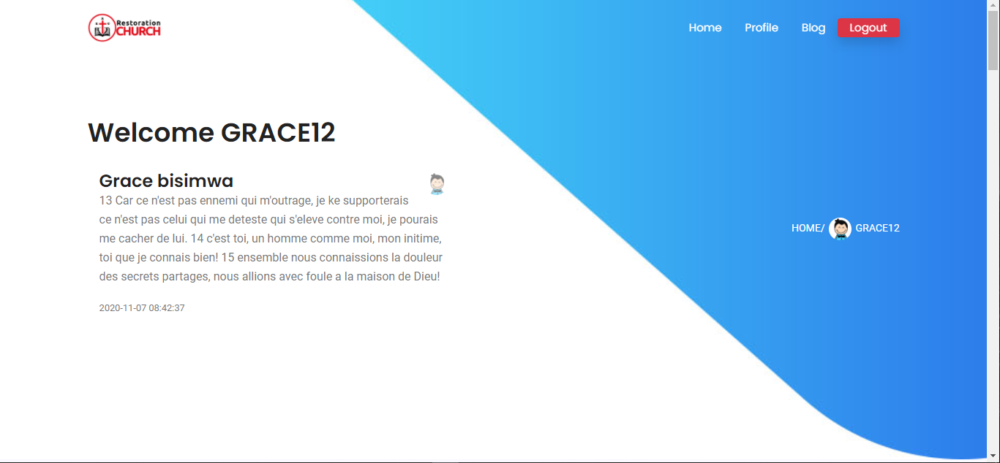 Restoration
CHURCH
Home Profile Blog Logout
Welcome GRACE12
Grace bisimwa
13 Car ce n'est pas ennemi qui m'outrage, je ke supporterais
ce n'est pas celui qui me deteste qui s'eleve contre moi, je pourais
me cacher de lui. 14 c'est toi, un homme comme moi, mon initime,
toi que je connais bien! 15 ensemble nous connaissions la douleur
des secrets partages, nous allions avec foule a la maison de Dieu!
HOME/ GRACE12
2020-11-07 08:42:37